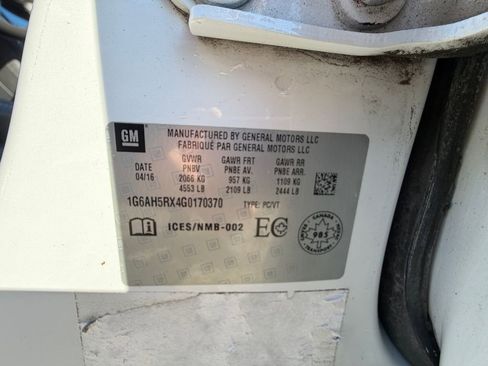 GM
MANUFACTURED BY GENERAL MOTORS LLC
FABRIQUÉ PAR GENERAL MOTORS LLC
DATE GVWR GAWR FRT GAWR RR
04/16 PNBV PNBE AV. PNBE ARR.
2066 KG 957 KG 1109 KG
4553 LB 2109 LB 2444 LB
1G6AH5RX4G0170370 TYPE: PC/VT
ICES/NMB-002 EC
CANADA
985
TRANSPORT